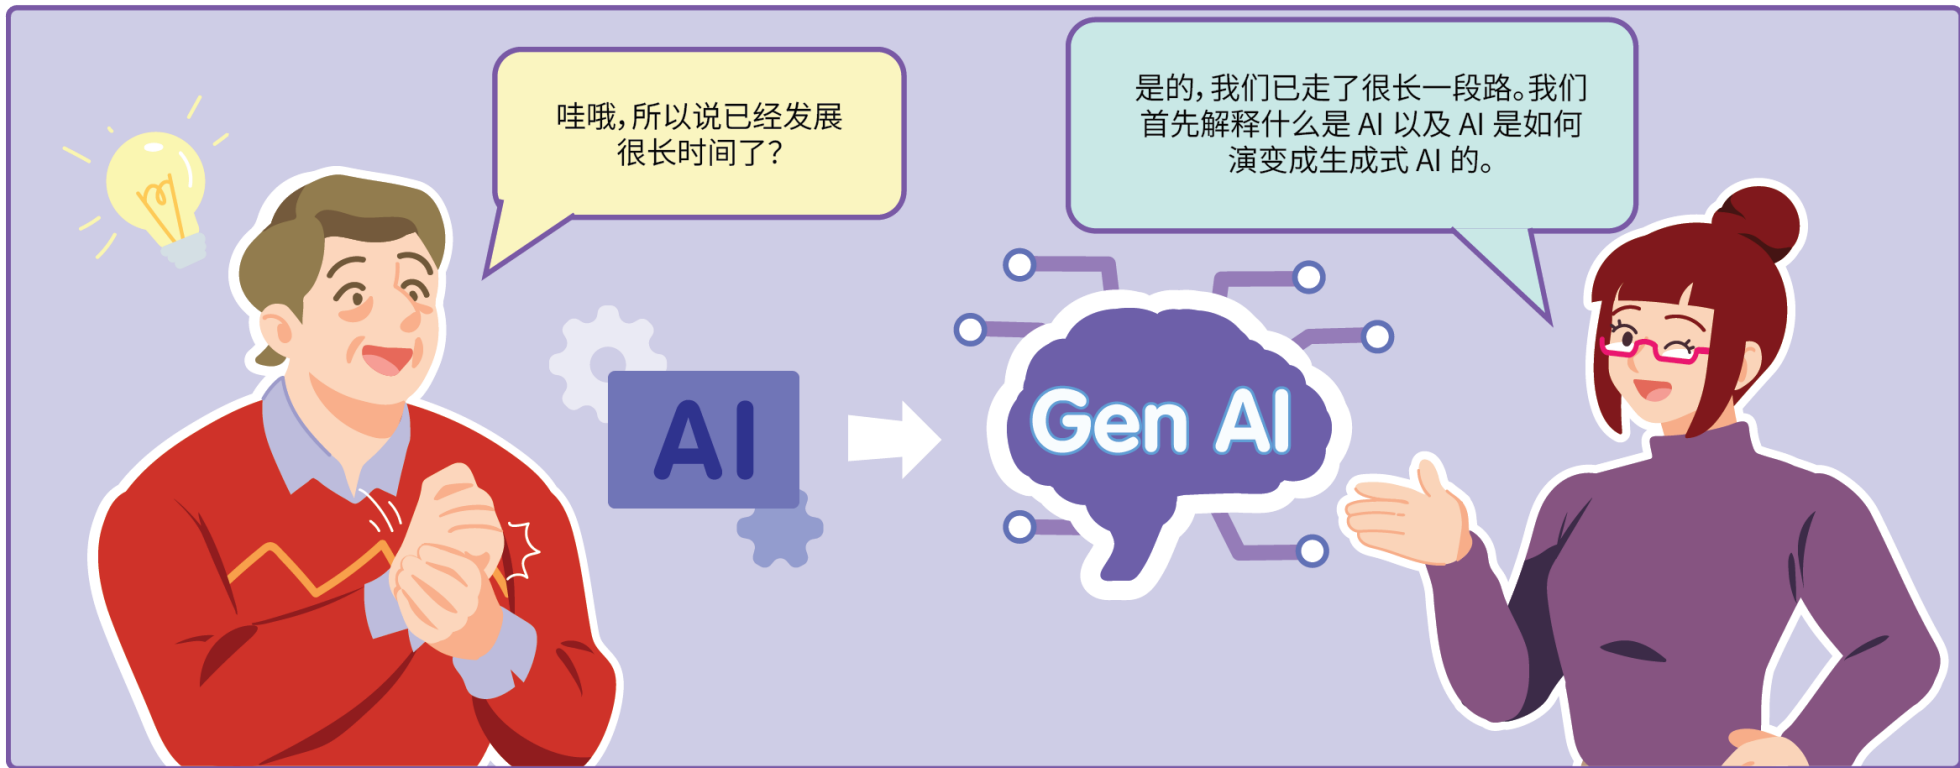 哇哦，所以说已经发展
很长时间了？
是的，我们已走了很长一段路。我们
首先解释什么是 AI 以及 AI 是如何
演变成生成式 AI 的。
AI
Gen AI